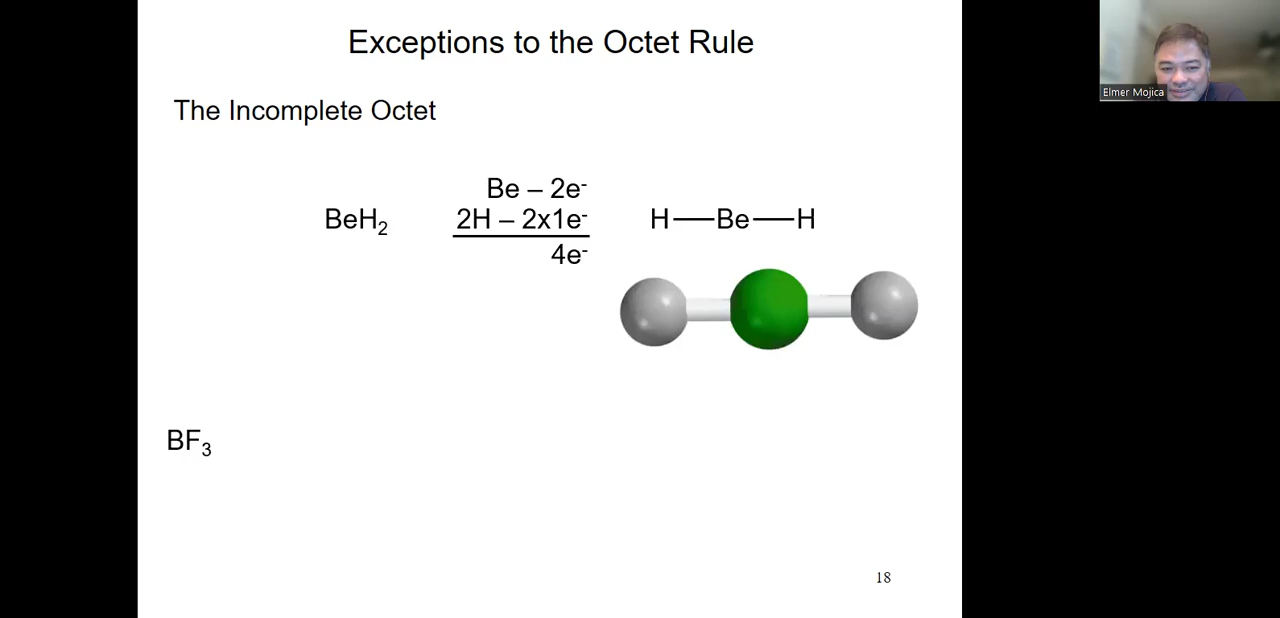 Exceptions to the Octet Rule
Elmer Mojica
The Incomplete Octet
Be – 2e⁻
BeH₂
2H – 2x1e⁻
4e⁻
H—Be—H
BF₃
18